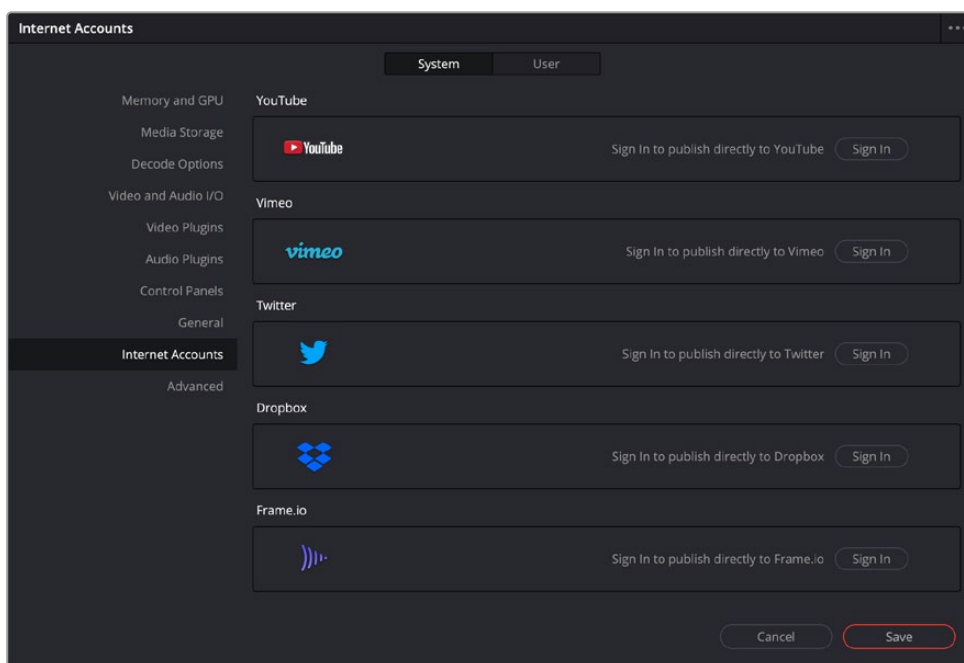 Internet Accounts
System
User
Memory and GPU
Media Storage
Decode Options
Video and Audio I/O
Video Plugins
Audio Plugins
Control Panels
General
Internet Accounts
Advanced
YouTube
YouTube
Sign In to publish directly to YouTube
Sign In
Vimeo
vimeo
Sign In to publish directly to Vimeo
Sign In
Twitter
Sign In to publish directly to Twitter
Sign In
Dropbox
Sign In to publish directly to Dropbox
Sign In
Frame.io
Sign In to publish directly to Frame.io
Sign In
Cancel
Save